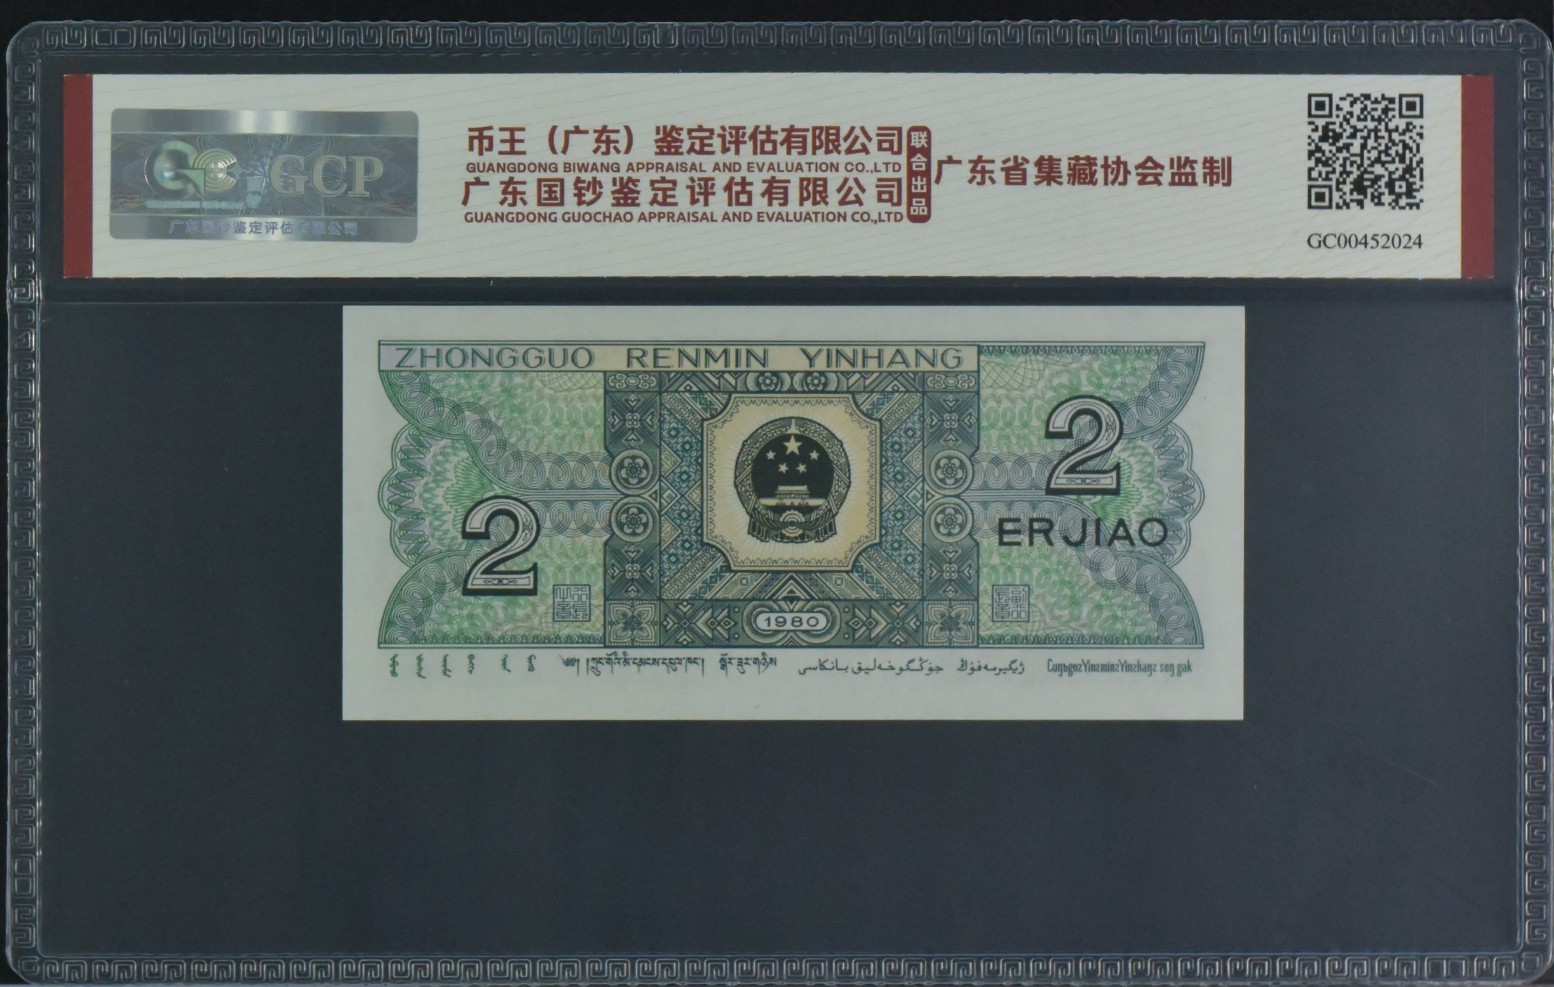 GCP
币王（广东）鉴定评估有限公司
GUANGDONG BIWANG APPRAISAL AND EVALUATION CO.,LTD
广东国钞鉴定评估有限公司
GUANGDONG GUOCHAO APPRAISAL AND EVALUATION CO.,LTD
联合出品
广东省集藏协会监制
GC00452024
ZHONGGUO RENMIN YINHANG
2
2
ERJIAO
1980